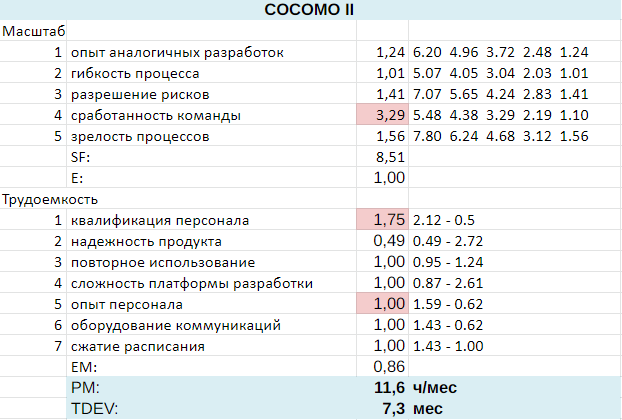 COCOMO II
Масштаб
1 опыт аналогичных разработок 1,24 6.20 4.96 3.72 2.48 1.24
2 гибкость процесса 1,01 5.07 4.05 3.04 2.03 1.01
3 разрешение рисков 1,41 7.07 5.65 4.24 2.83 1.41
4 сработанность команды 3,29 5.48 4.38 3.29 2.19 1.10
5 зрелость процессов 1,56 7.80 6.24 4.68 3.12 1.56
SF: 8,51
E: 1,00
Трудоемкость
1 квалификация персонала 1,75 2.12 - 0.5
2 надежность продукта 0,49 0.49 - 2.72
3 повторное использование 1,00 0.95 - 1.24
4 сложность платформы разработки 1,00 0.87 - 2.61
5 опыт персонала 1,00 1.59 - 0.62
6 оборудование коммуникаций 1,00 1.43 - 0.62
7 сжатие расписания 1,00 1.43 - 1.00
EM: 0,86
PM: 11,6 ч/мес
TDEV: 7,3 мес